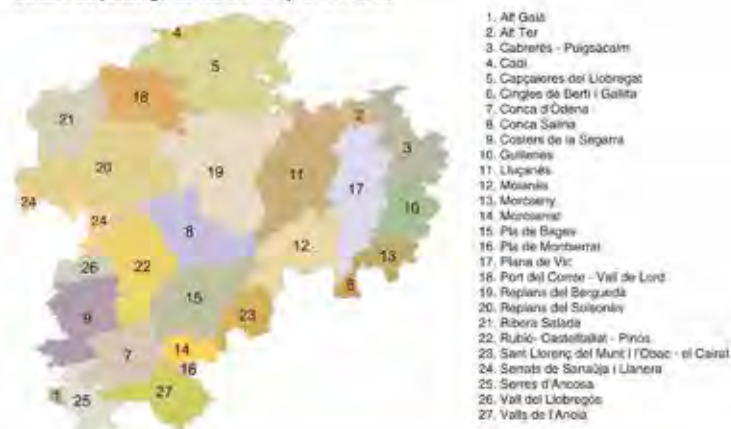 4
5
18
21
2
3
20
19
11
17
24
10
24
8
12
26
22
13
6
15
9
23
14
7
16
1
27
25
1. Alt Gaià
2. Alt Ter
3. Cabrerès - Puigsacalm
4. Cadí
5. Capçaleres del Llobregat
6. Cingles de Bertí i Gallifa
7. Conca d'Òdena
8. Conca Salina
9. Costers de la Segarra
10. Guilleries
11. Lluçanès
12. Moianès
13. Montseny
14. Montserrat
15. Pla de Bages
16. Pla de Montserrat
17. Plana de Vic
18. Port del Comte - Vall de Lord
19. Replans del Berguedà
20. Replans del Solsonès
21. Ribera Salada
22. Rubió- Castelltallat - Pinós
23. Sant Llorenç del Munt i l'Obac - el Cairat
24. Serrats de Sanaüja i Llanera
25. Serres d'Ancosa
26. Vall del Llobregós
27. Valls de l'Anoia